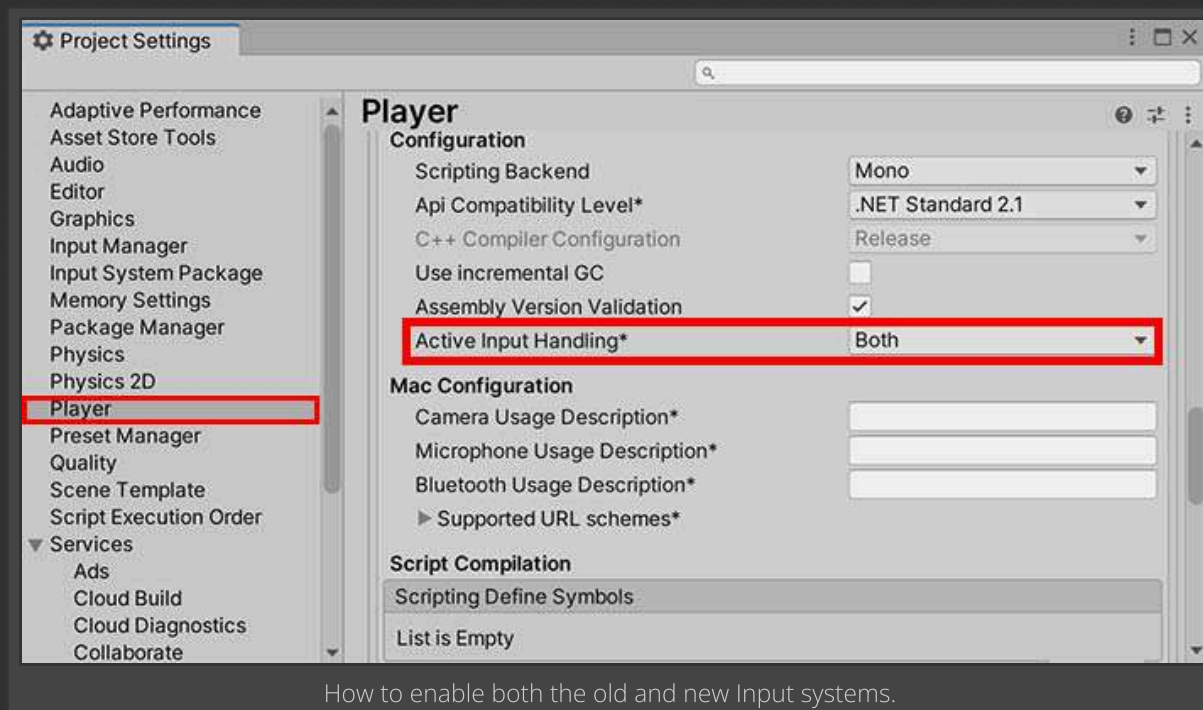 Project Settings
Adaptive Performance
Asset Store Tools
Audio
Editor
Graphics
Input Manager
Input System Package
Memory Settings
Package Manager
Physics
Physics 2D
Player
Preset Manager
Quality
Scene Template
Script Execution Order
Services
Ads
Cloud Build
Cloud Diagnostics
Collaborate
Player
Configuration
Scripting Backend Mono
Api Compatibility Level* .NET Standard 2.1
C++ Compiler Configuration Release
Use incremental GC
Assembly Version Validation
Active Input Handling* Both
Mac Configuration
Camera Usage Description*
Microphone Usage Description*
Bluetooth Usage Description*
Supported URL schemes*
Script Compilation
Scripting Define Symbols
List is Empty
How to enable both the old and new Input systems.